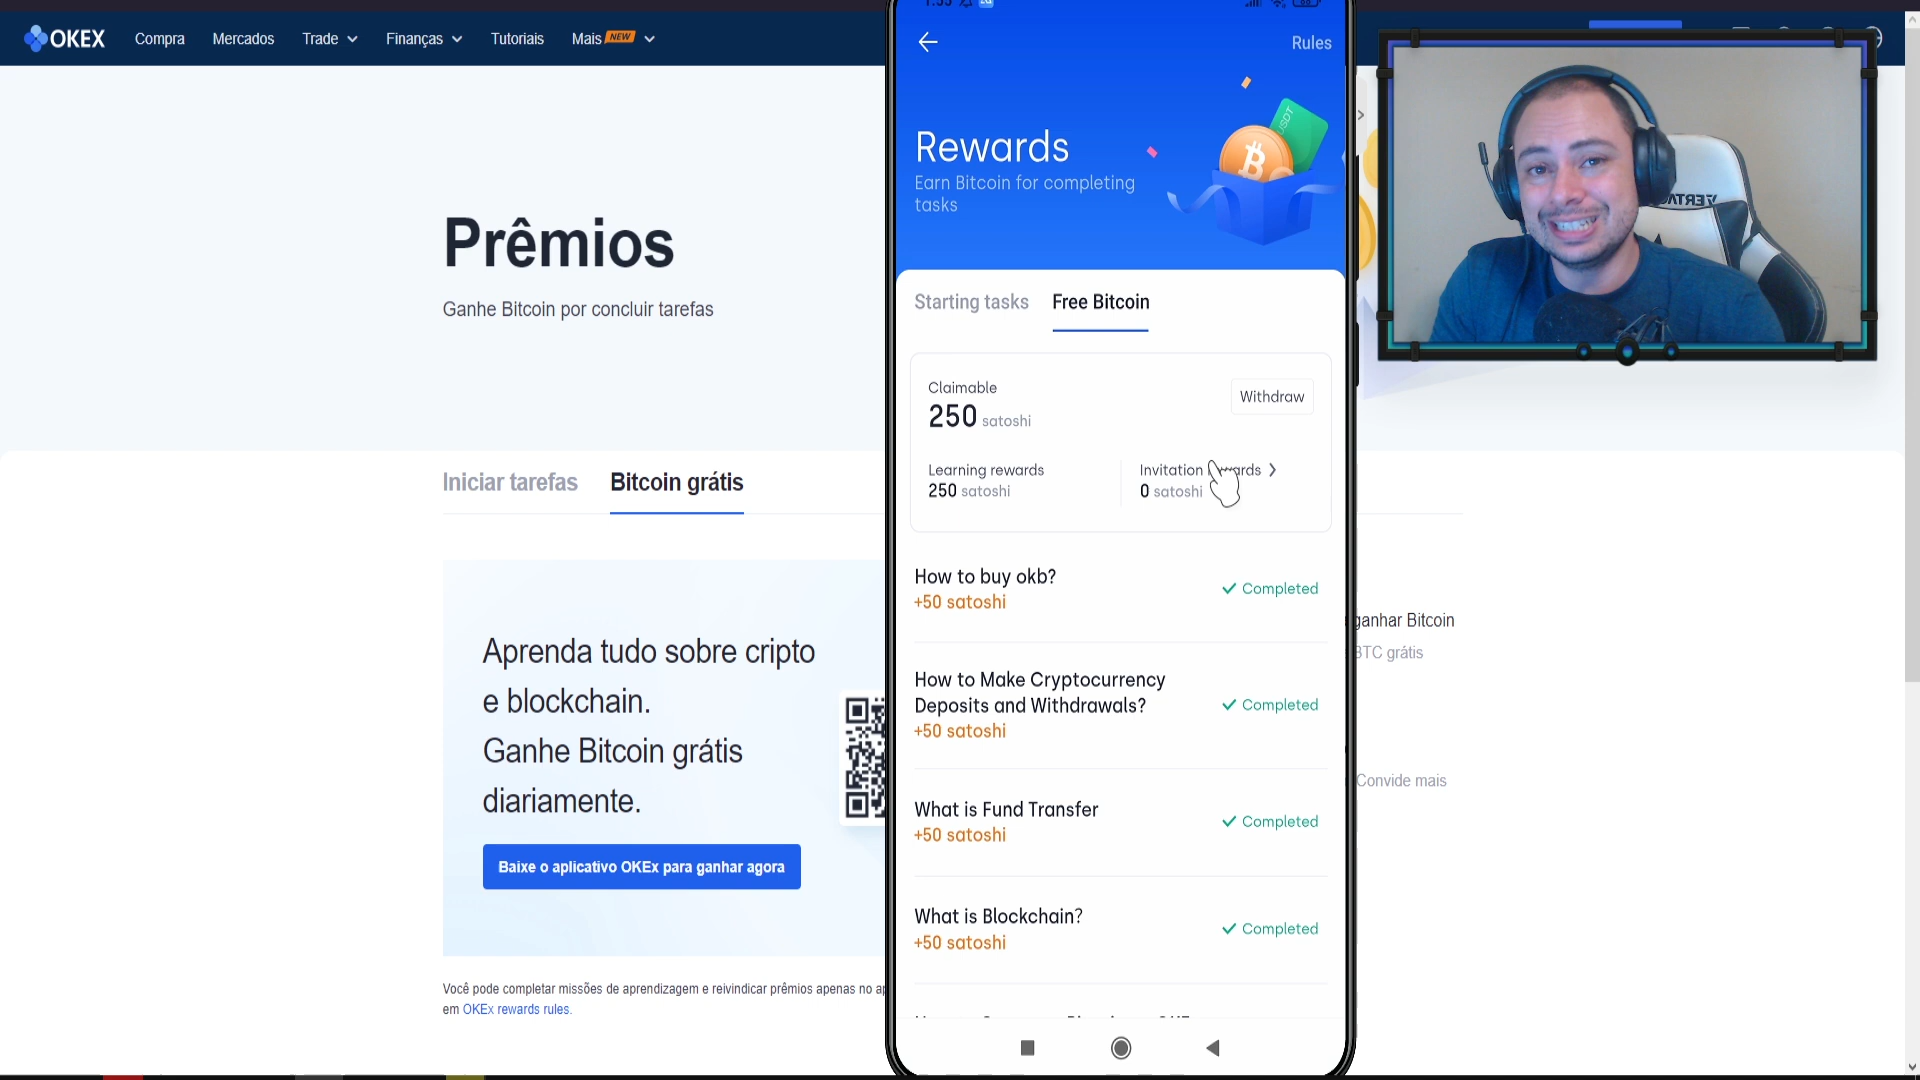 OKEX
Compra
Mercados
Trade
Finanças
Tutoriais
Mais NEW
Prêmios
Ganhe Bitcoin por concluir tarefas
Iniciar tarefas
Bitcoin grátis
Aprenda tudo sobre cripto
e blockchain.
Ganhe Bitcoin grátis
diariamente.
Baixe o aplicativo OKEx para ganhar agora
Você pode completar missões de aprendizagem e reivindicar prêmios apenas no
em OKEx rewards rules.
Rules
Rewards
Earn Bitcoin for completing
tasks
USDT
Starting tasks
Free Bitcoin
Claimable
250 satoshi
Withdraw
Learning rewards
250 satoshi
Invitation
0 satoshi
How to buy okb?
+50 satoshi
Completed
How to Make Cryptocurrency
Deposits and Withdrawals?
+50 satoshi
Completed
What is Fund Transfer
+50 satoshi
Completed
What is Blockchain?
+50 satoshi
Completed
ganhar Bitcoin
BTC grátis
Convide mais